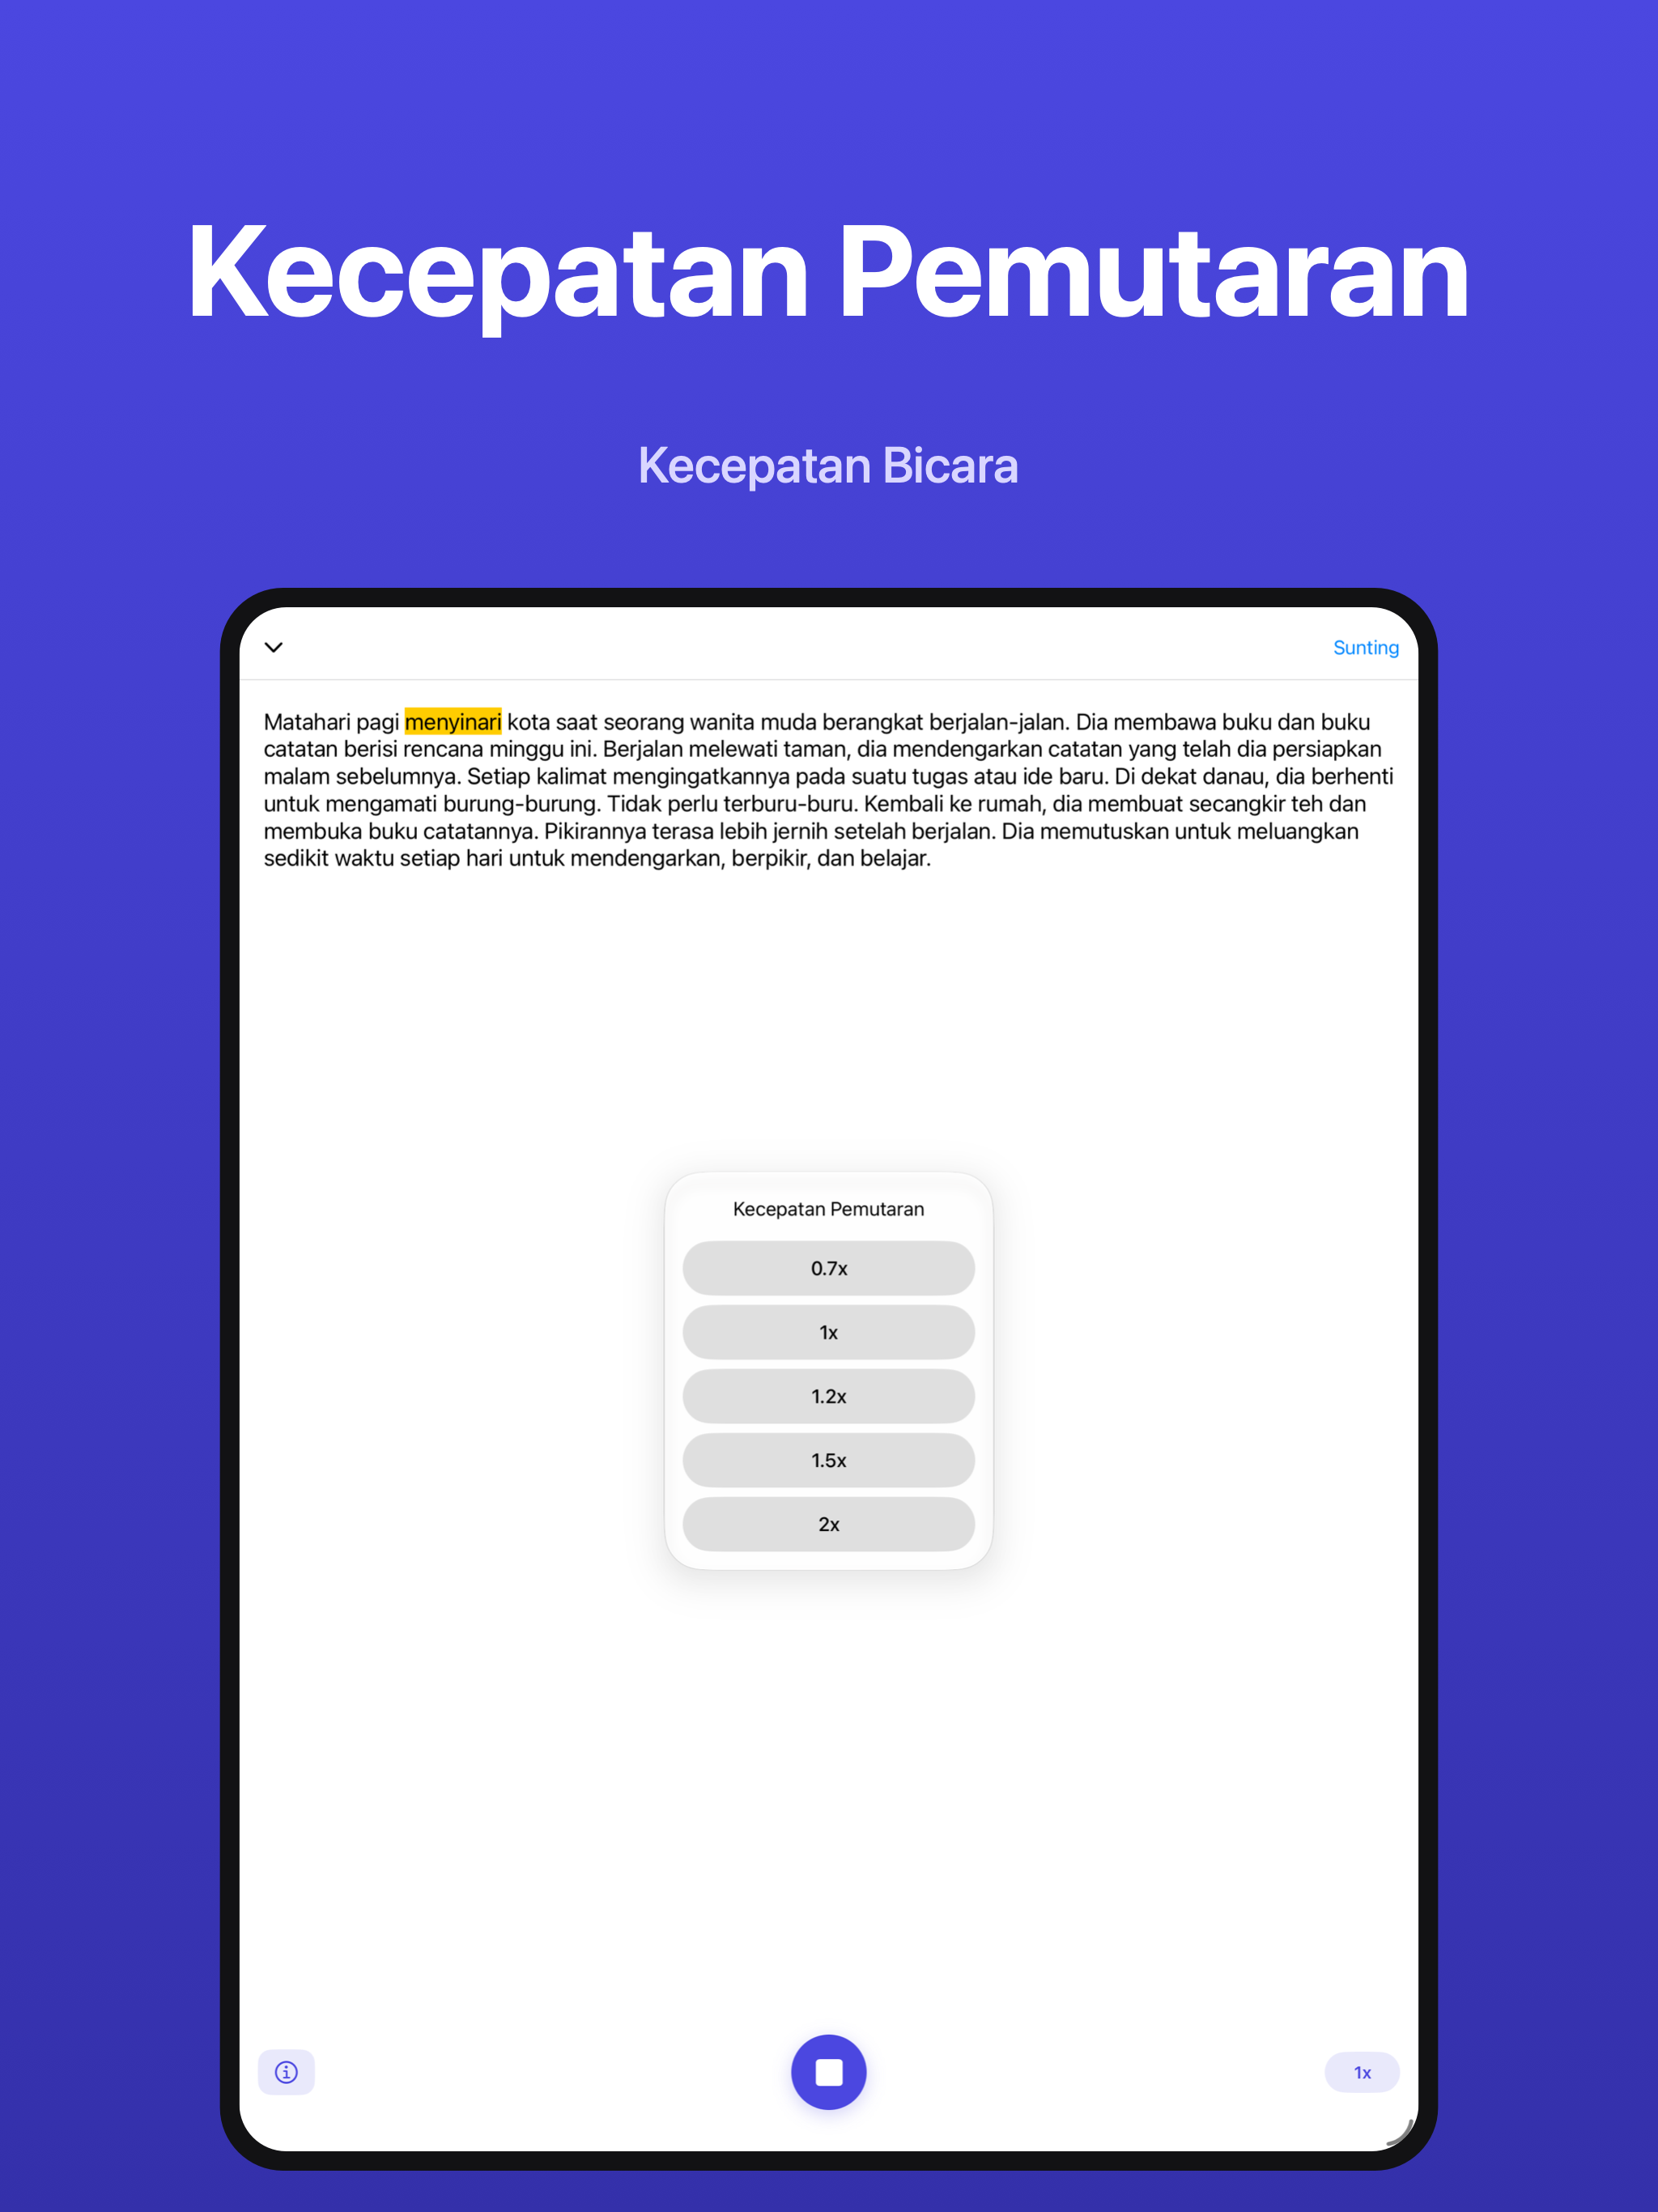 Kecepatan Pemutaran
Kecepatan Bicara
Sunting
Matahari pagi menyinari kota saat seorang wanita muda berangkat berjalan-jalan. Dia membawa buku dan buku
catatan berisi rencana minggu ini. Berjalan melewati taman, dia mendengarkan catatan yang telah dia persiapkan
malam sebelumnya. Setiap kalimat mengingatkannya pada suatu tugas atau ide baru. Di dekat danau, dia berhenti
untuk mengamati burung-burung. Tidak perlu terburu-buru. Kembali ke rumah, dia membuat secangkir teh dan
membuka buku catatannya. Pikirannya terasa lebih jernih setelah berjalan. Dia memutuskan untuk meluangkan
sedikit waktu setiap hari untuk mendengarkan, berpikir, dan belajar.
Kecepatan Pemutaran
0.7x
1x
1.2x
1.5x
2x
1x